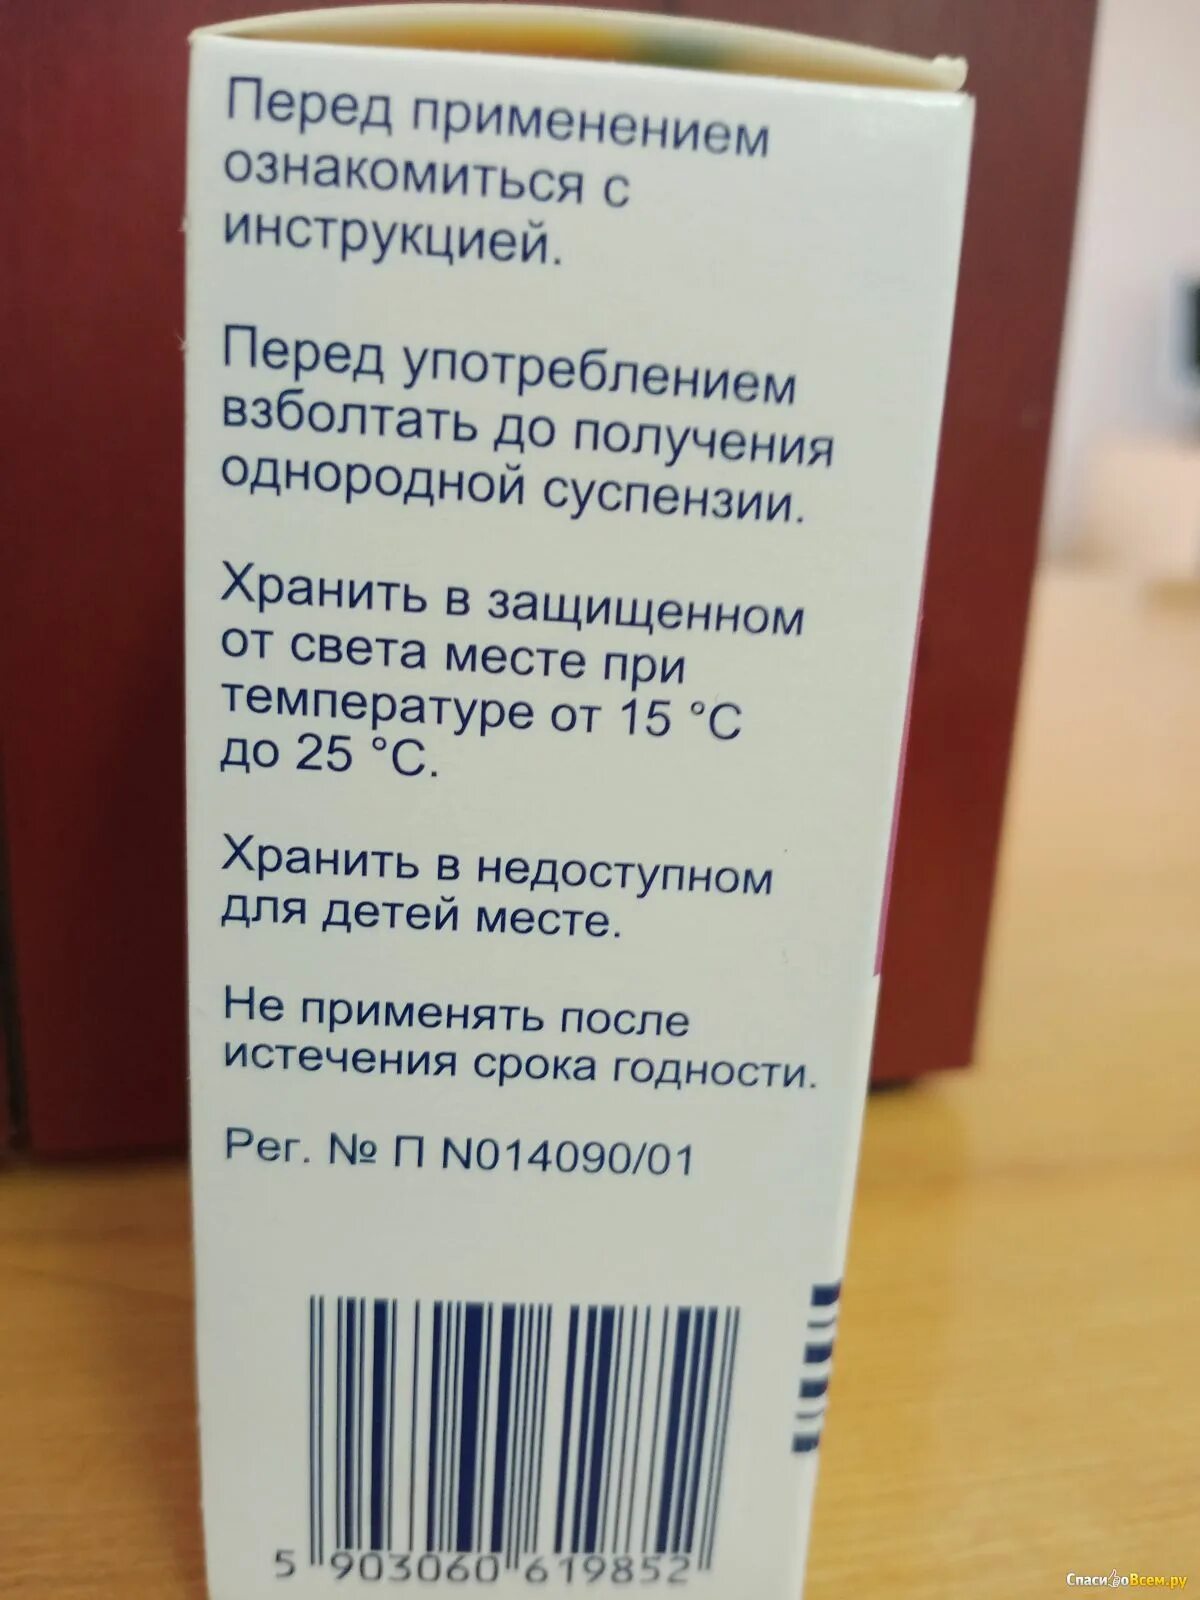 Перед применением
ознакомиться с
инструкцией.
Перед употреблением
взболтать до получения
однородной суспензии.
Хранить в защищенном
от света месте при
температуре от 15 °С
до 25 °С.
Хранить в недоступном
для детей месте.
Не применять после
истечения срока годности.
Рег. № П N014090/01
5 903060 619852
СпасибоВсем.ру